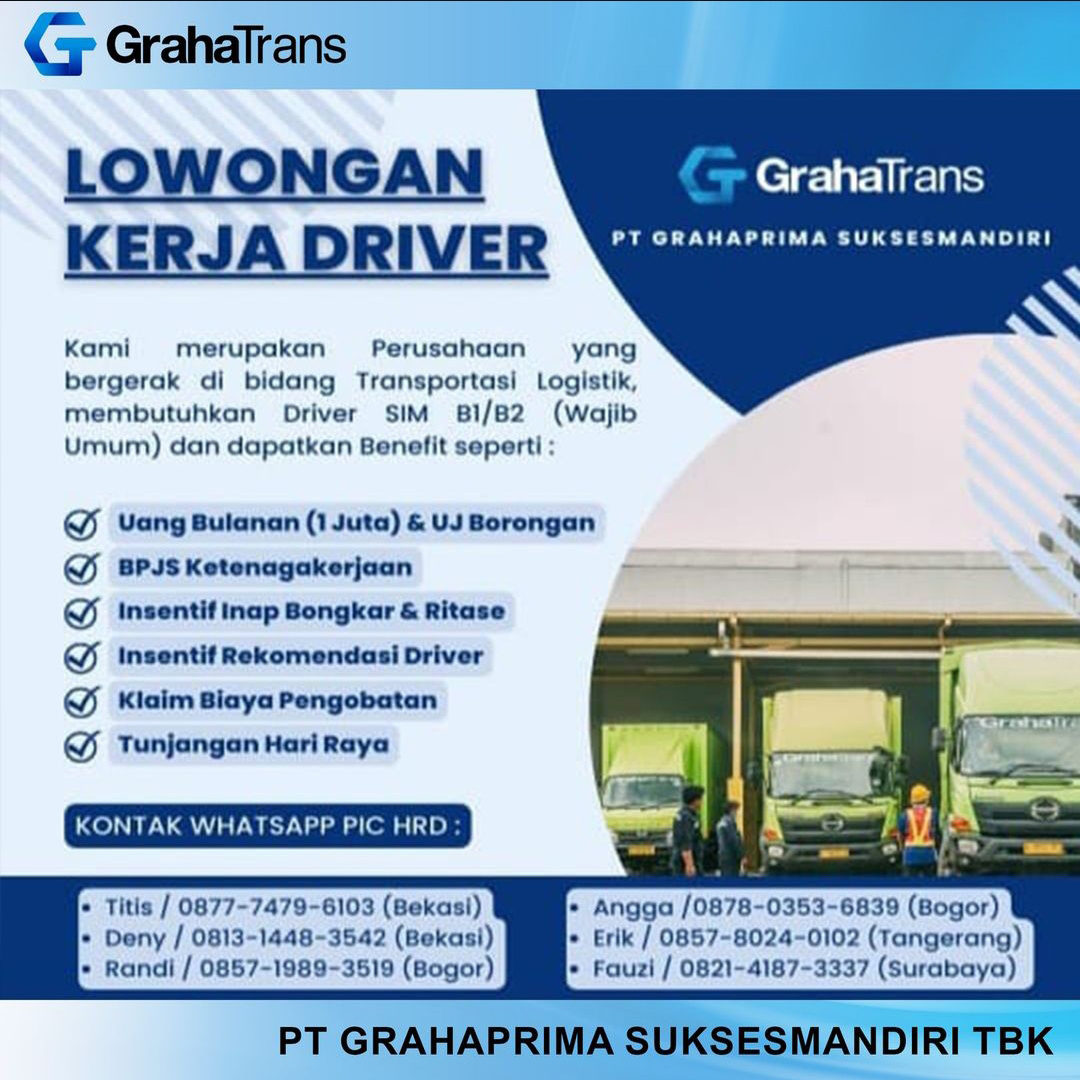 GrahaTrans
LOWONGAN
KERJA DRIVER
GrahaTrans
PT GRAHAPRIMA SUKSESMANDIRI
Kami merupakan Perusahaan yang
bergerak di bidang Transportasi Logistik,
membutuhkan Driver SIM B1/B2 (Wajib
Umum) dan dapatkan Benefit seperti :
Uang Bulanan (1 Juta) & UJ Borongan
BPJS Ketenagakerjaan
Insentif Inap Bongkar & Ritase
Insentif Rekomendasi Driver
Klaim Biaya Pengobatan
Tunjangan Hari Raya
KONTAK WHATSAPP PIC HRD :
• Titis / 0877-7479-6103 (Bekasi)
• Deny / 0813-1448-3542 (Bekasi)
• Randi / 0857-1989-3519 (Bogor)
• Angga /0878-0353-6839 (Bogor)
• Erik / 0857-8024-0102 (Tangerang)
• Fauzi / 0821-4187-3337 (Surabaya)
PT GRAHAPRIMA SUKSESMANDIRI TBK